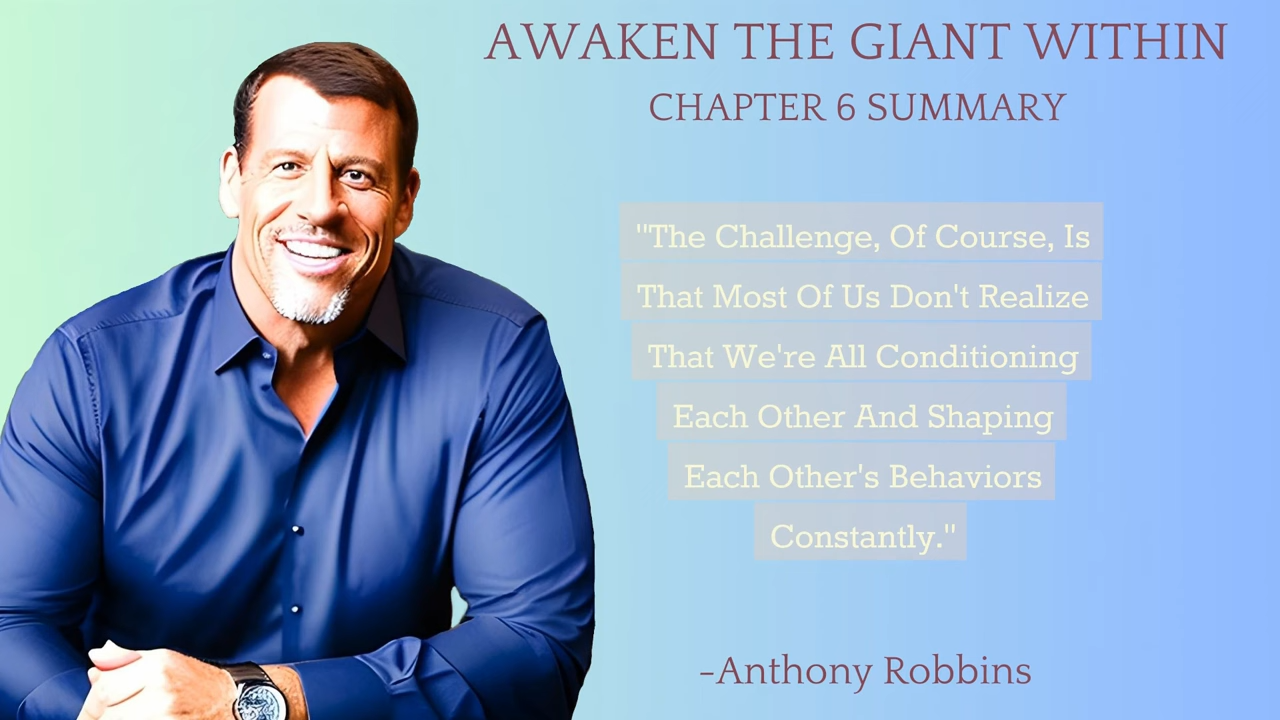 AWAKEN THE GIANT WITHIN
CHAPTER 6 SUMMARY
"The Challenge, Of Course, Is
That Most Of Us Don't Realize
That We're All Conditioning
Each Other And Shaping
Each Other's Behaviors
Constantly."
–Anthony Robbins